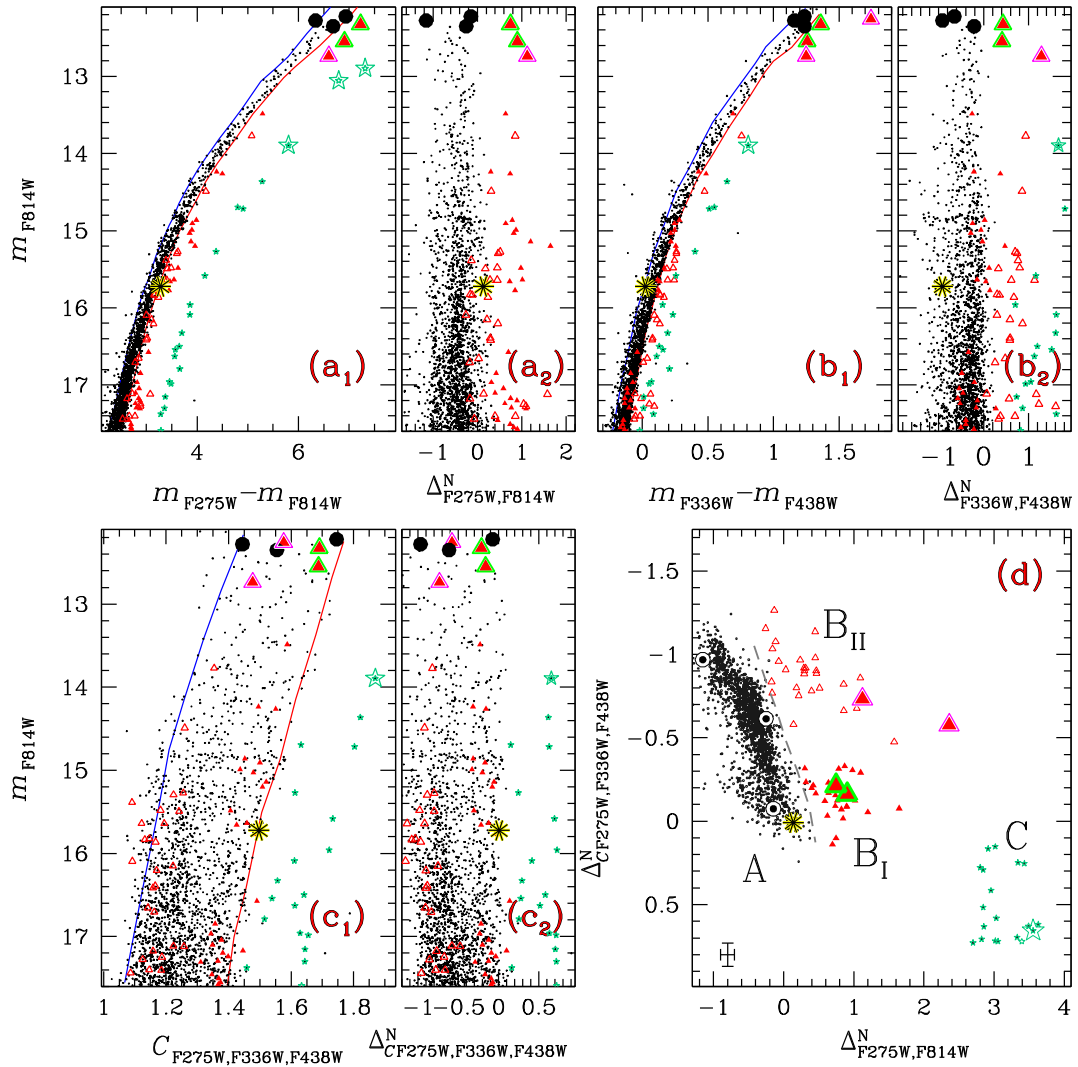 13
14
15
16
17
m_F814W
(a_1)
(a_2)
(b_1)
(b_2)
4 6
−1 0 1 2
0 0.5 1 1.5
−1 0 1
m_F275W−m_F814W
Δ^N_F275W,F814W
m_F336W−m_F438W
Δ^N_F336W,F438W
13
14
15
16
17
m_F814W
(c_1)
(c_2)
1 1.2 1.4 1.6 1.8
−1 −0.5 0 0.5 1
C_F275W,F336W,F438W
Δ^N_CF275W,F336W,F438W
−1.5
−1
−0.5
0
0.5
Δ^N_CF275W,F336W,F438W
(d)
B_II
A
B_I
C
−1 0 1 2 3 4
Δ^N_F275W,F814W